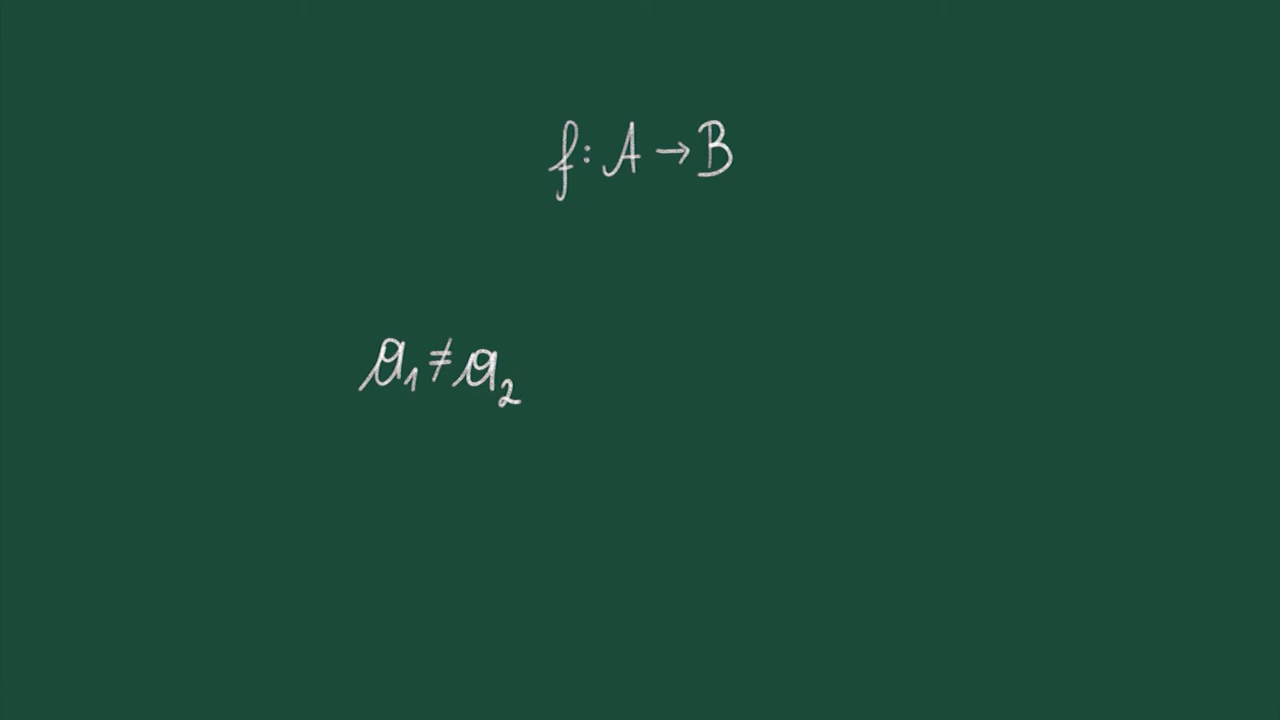 f: A → B
a₁ ≠ a₂